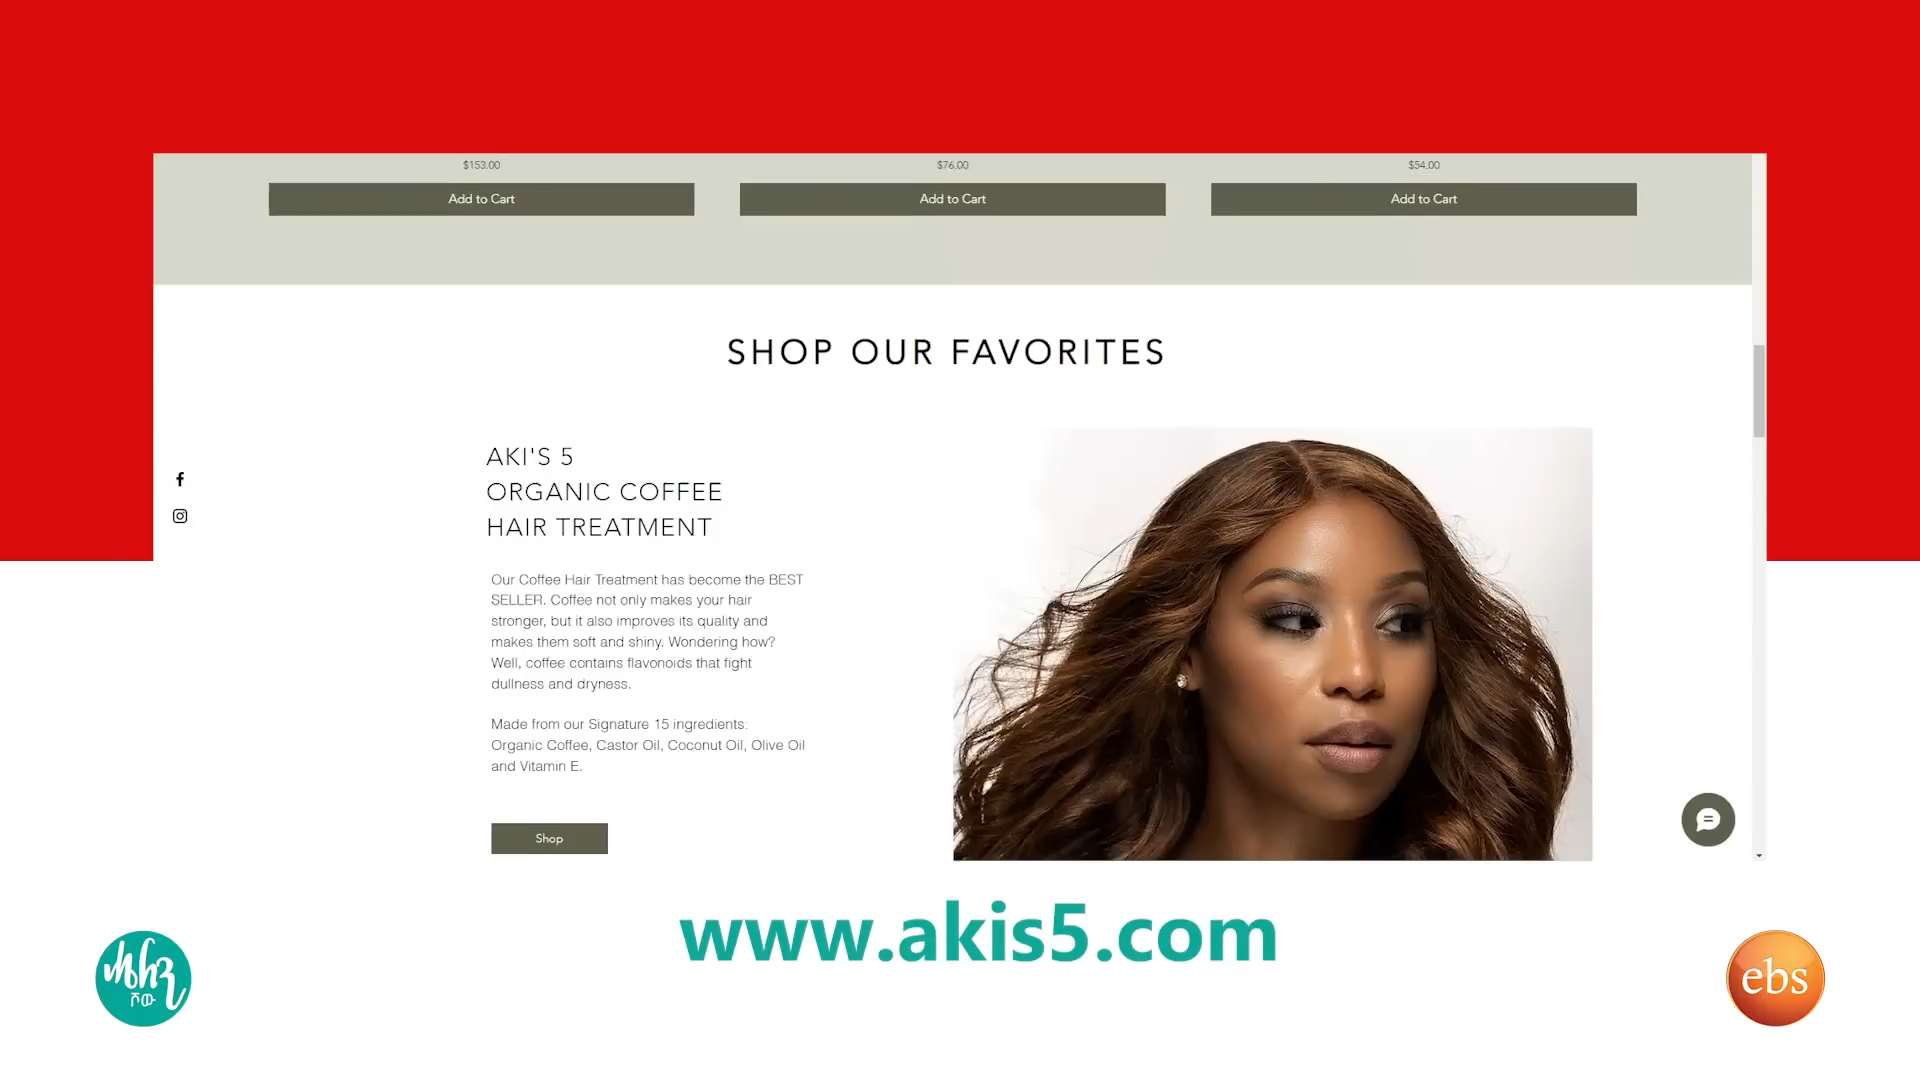 $153.00
$76.00
$54.00
Add to Cart
Add to Cart
Add to Cart
SHOP OUR FAVORITES
AKI'S 5
ORGANIC COFFEE
HAIR TREATMENT
Our Coffee Hair Treatment has become the BEST
SELLER. Coffee not only makes your hair
stronger, but it also improves its quality and
makes them soft and shiny. Wondering how?
Well, coffee contains flavonoids that fight
dullness and dryness.
Made from our Signature 15 ingredients:
Organic Coffee, Castor Oil, Coconut Oil, Olive Oil
and Vitamin E.
Shop
www.akis5.com
ሾው
ebs